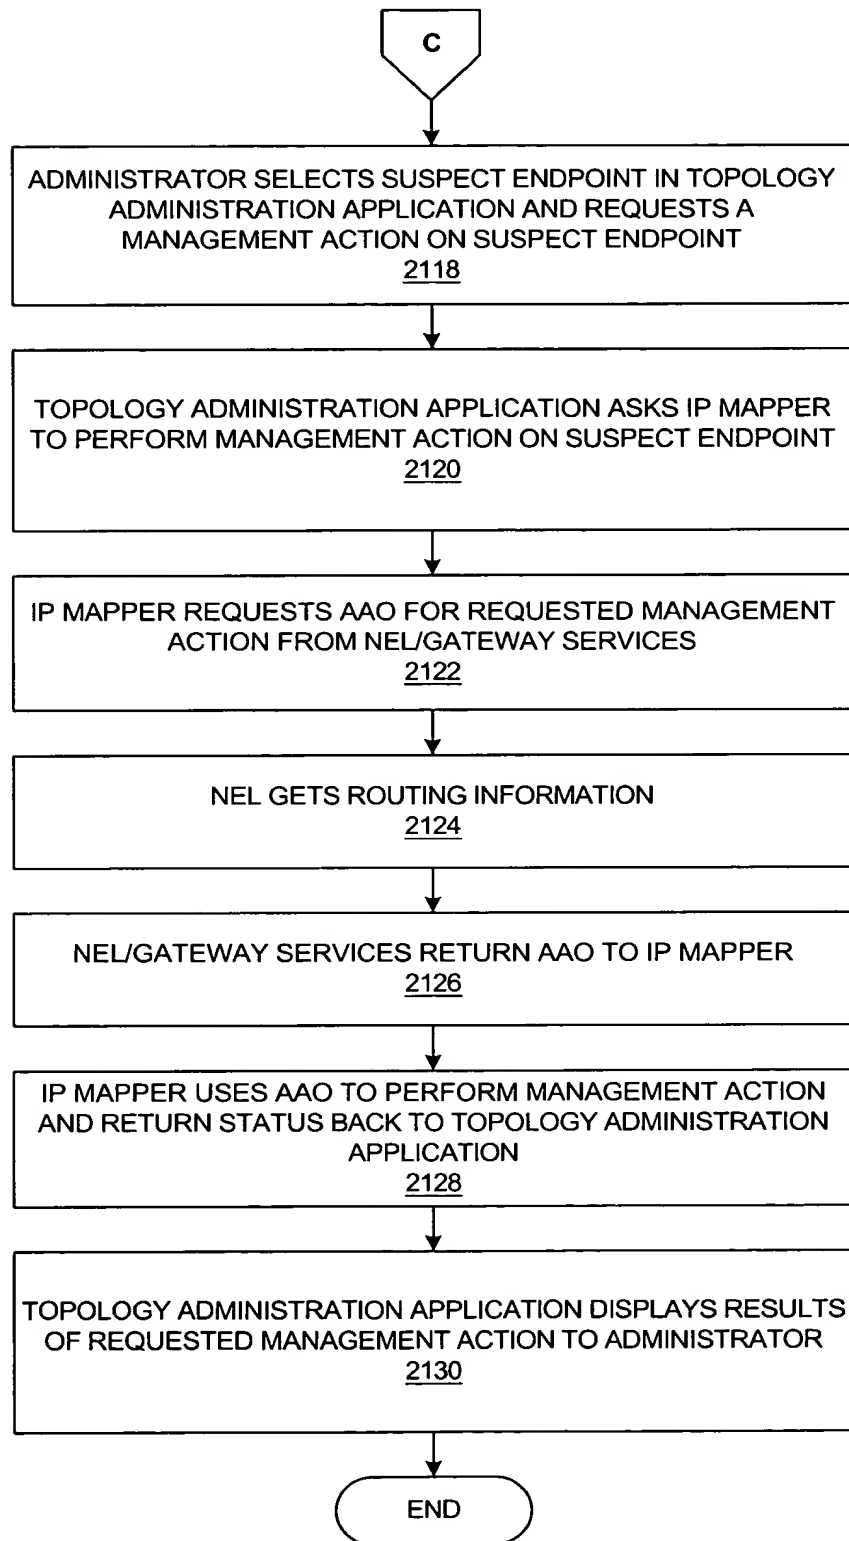 C
ADMINISTRATOR SELECTS SUSPECT ENDPOINT IN TOPOLOGY
ADMINISTRATION APPLICATION AND REQUESTS A
MANAGEMENT ACTION ON SUSPECT ENDPOINT
2118
TOPOLOGY ADMINISTRATION APPLICATION ASKS IP MAPPER
TO PERFORM MANAGEMENT ACTION ON SUSPECT ENDPOINT
2120
IP MAPPER REQUESTS AAO FOR REQUESTED MANAGEMENT
ACTION FROM NEL/GATEWAY SERVICES
2122
NEL GETS ROUTING INFORMATION
2124
NEL/GATEWAY SERVICES RETURN AAO TO IP MAPPER
2126
IP MAPPER USES AAO TO PERFORM MANAGEMENT ACTION
AND RETURN STATUS BACK TO TOPOLOGY ADMINISTRATION
APPLICATION
2128
TOPOLOGY ADMINISTRATION APPLICATION DISPLAYS RESULTS
OF REQUESTED MANAGEMENT ACTION TO ADMINISTRATOR
2130
END